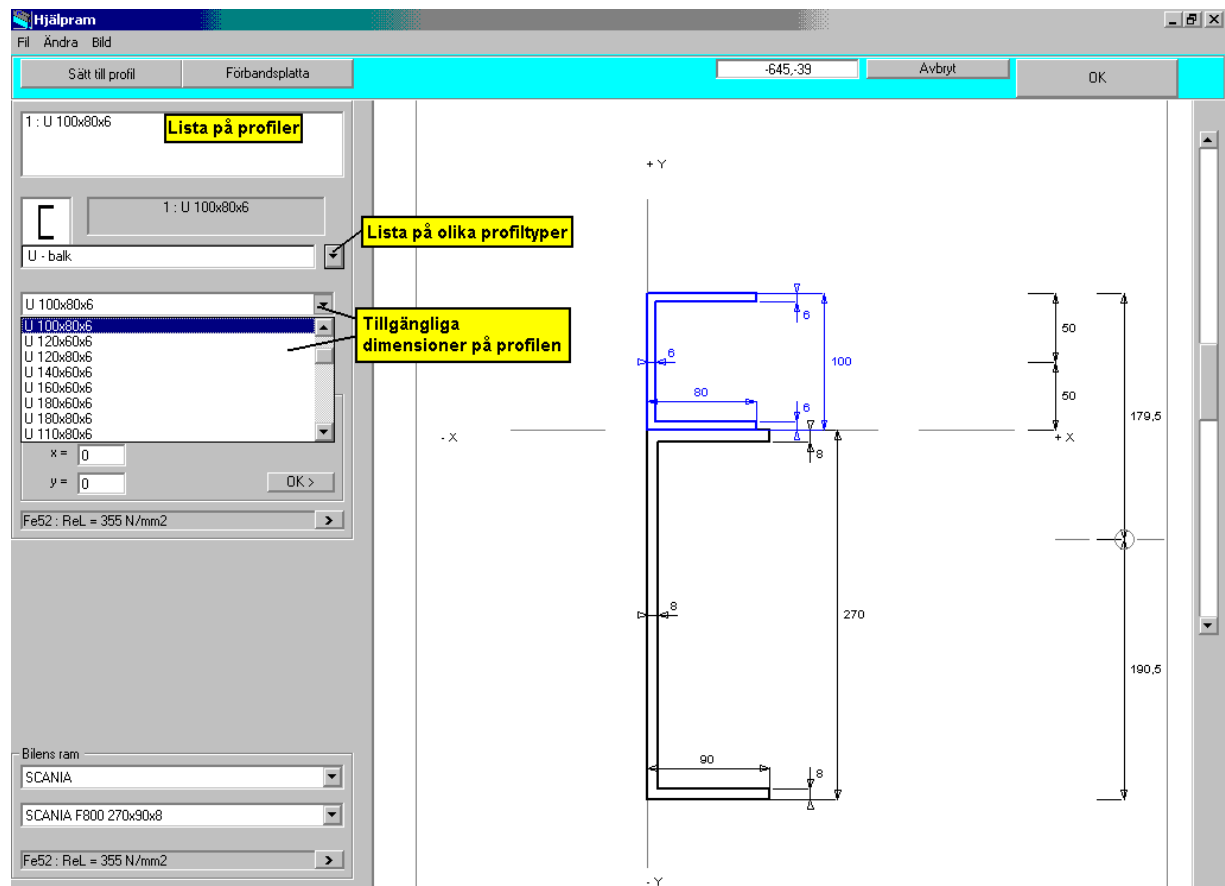 Hjälpram
Fil Ändra Bild
Sätt till profil Förbandsplatta -645,-39 Avbryt OK
1 : U 100x80x6
Lista på profiler
1 : U 100x80x6
U - balk
Lista på olika profiltyper
U 100x80x6
U 100x80x6
U 120x60x6
U 120x80x6
U 140x60x6
U 160x60x6
U 180x60x6
U 180x80x6
U 110x80x6
Tillgängliga
dimensioner på profilen
x = 0
y = 0 OK >
Fe52 : ReL = 355 N/mm2 >
Bilens ram
SCANIA
SCANIA F800 270x90x8
Fe52 : ReL = 355 N/mm2 >
+ Y
6
6
100
80
6
50
50
179,5
- X
+ X
8
8
270
190,5
90
8
- Y